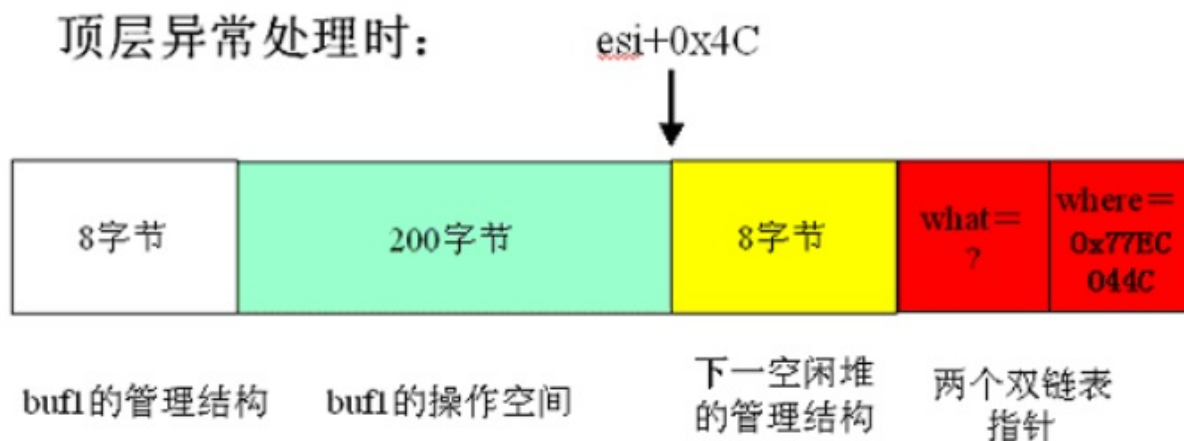 顶层异常处理时：
esi+0x4C
8字节
200字节
8字节
what＝
?
where＝
0x77EC
044C
buf1的管理结构
buf1的操作空间
下一空闲堆
的管理结构
两个双链表
指针